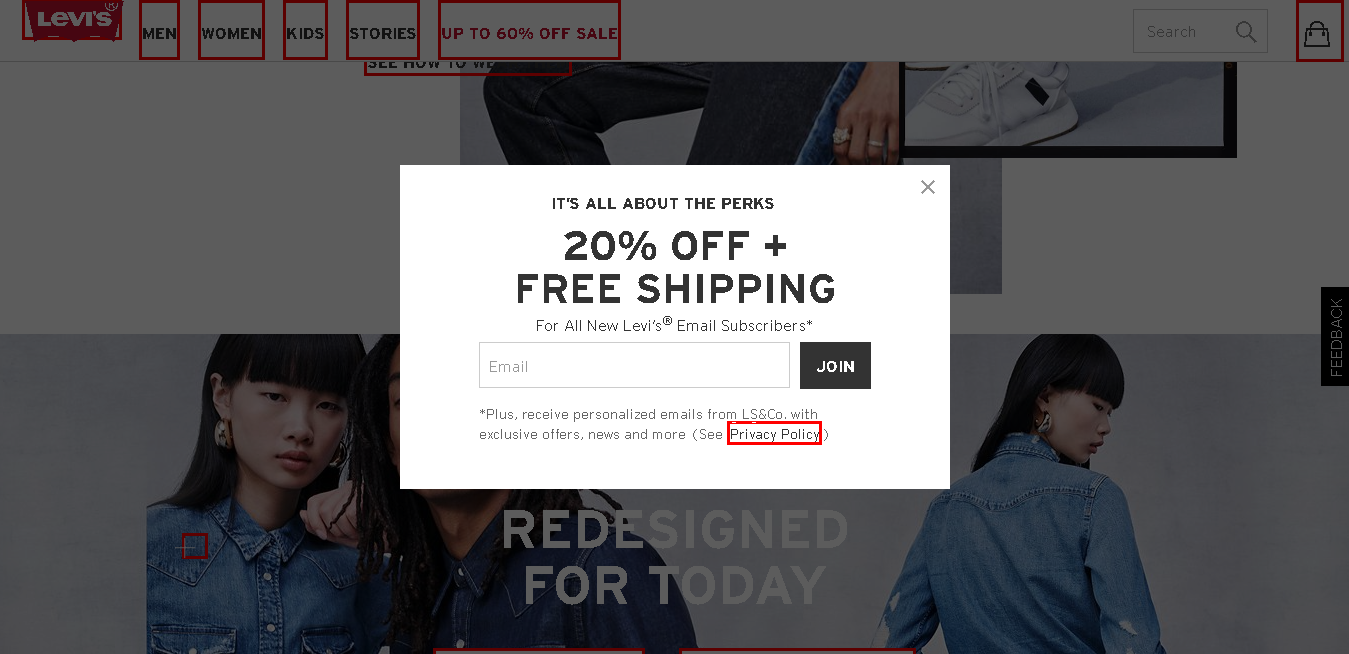 LEVI'S®
MEN
WOMEN
KIDS
STORIES
UP TO 60% OFF SALE
Search
SEE HOW TO WE
IT'S ALL ABOUT THE PERKS
20% OFF +
FREE SHIPPING
For All New Levi's® Email Subscribers*
Email
JOIN
*Plus, receive personalized emails from LS&Co. with
exclusive offers, news and more (See Privacy Policy)
FEEDBACK
REDESIGNED
FOR TODAY